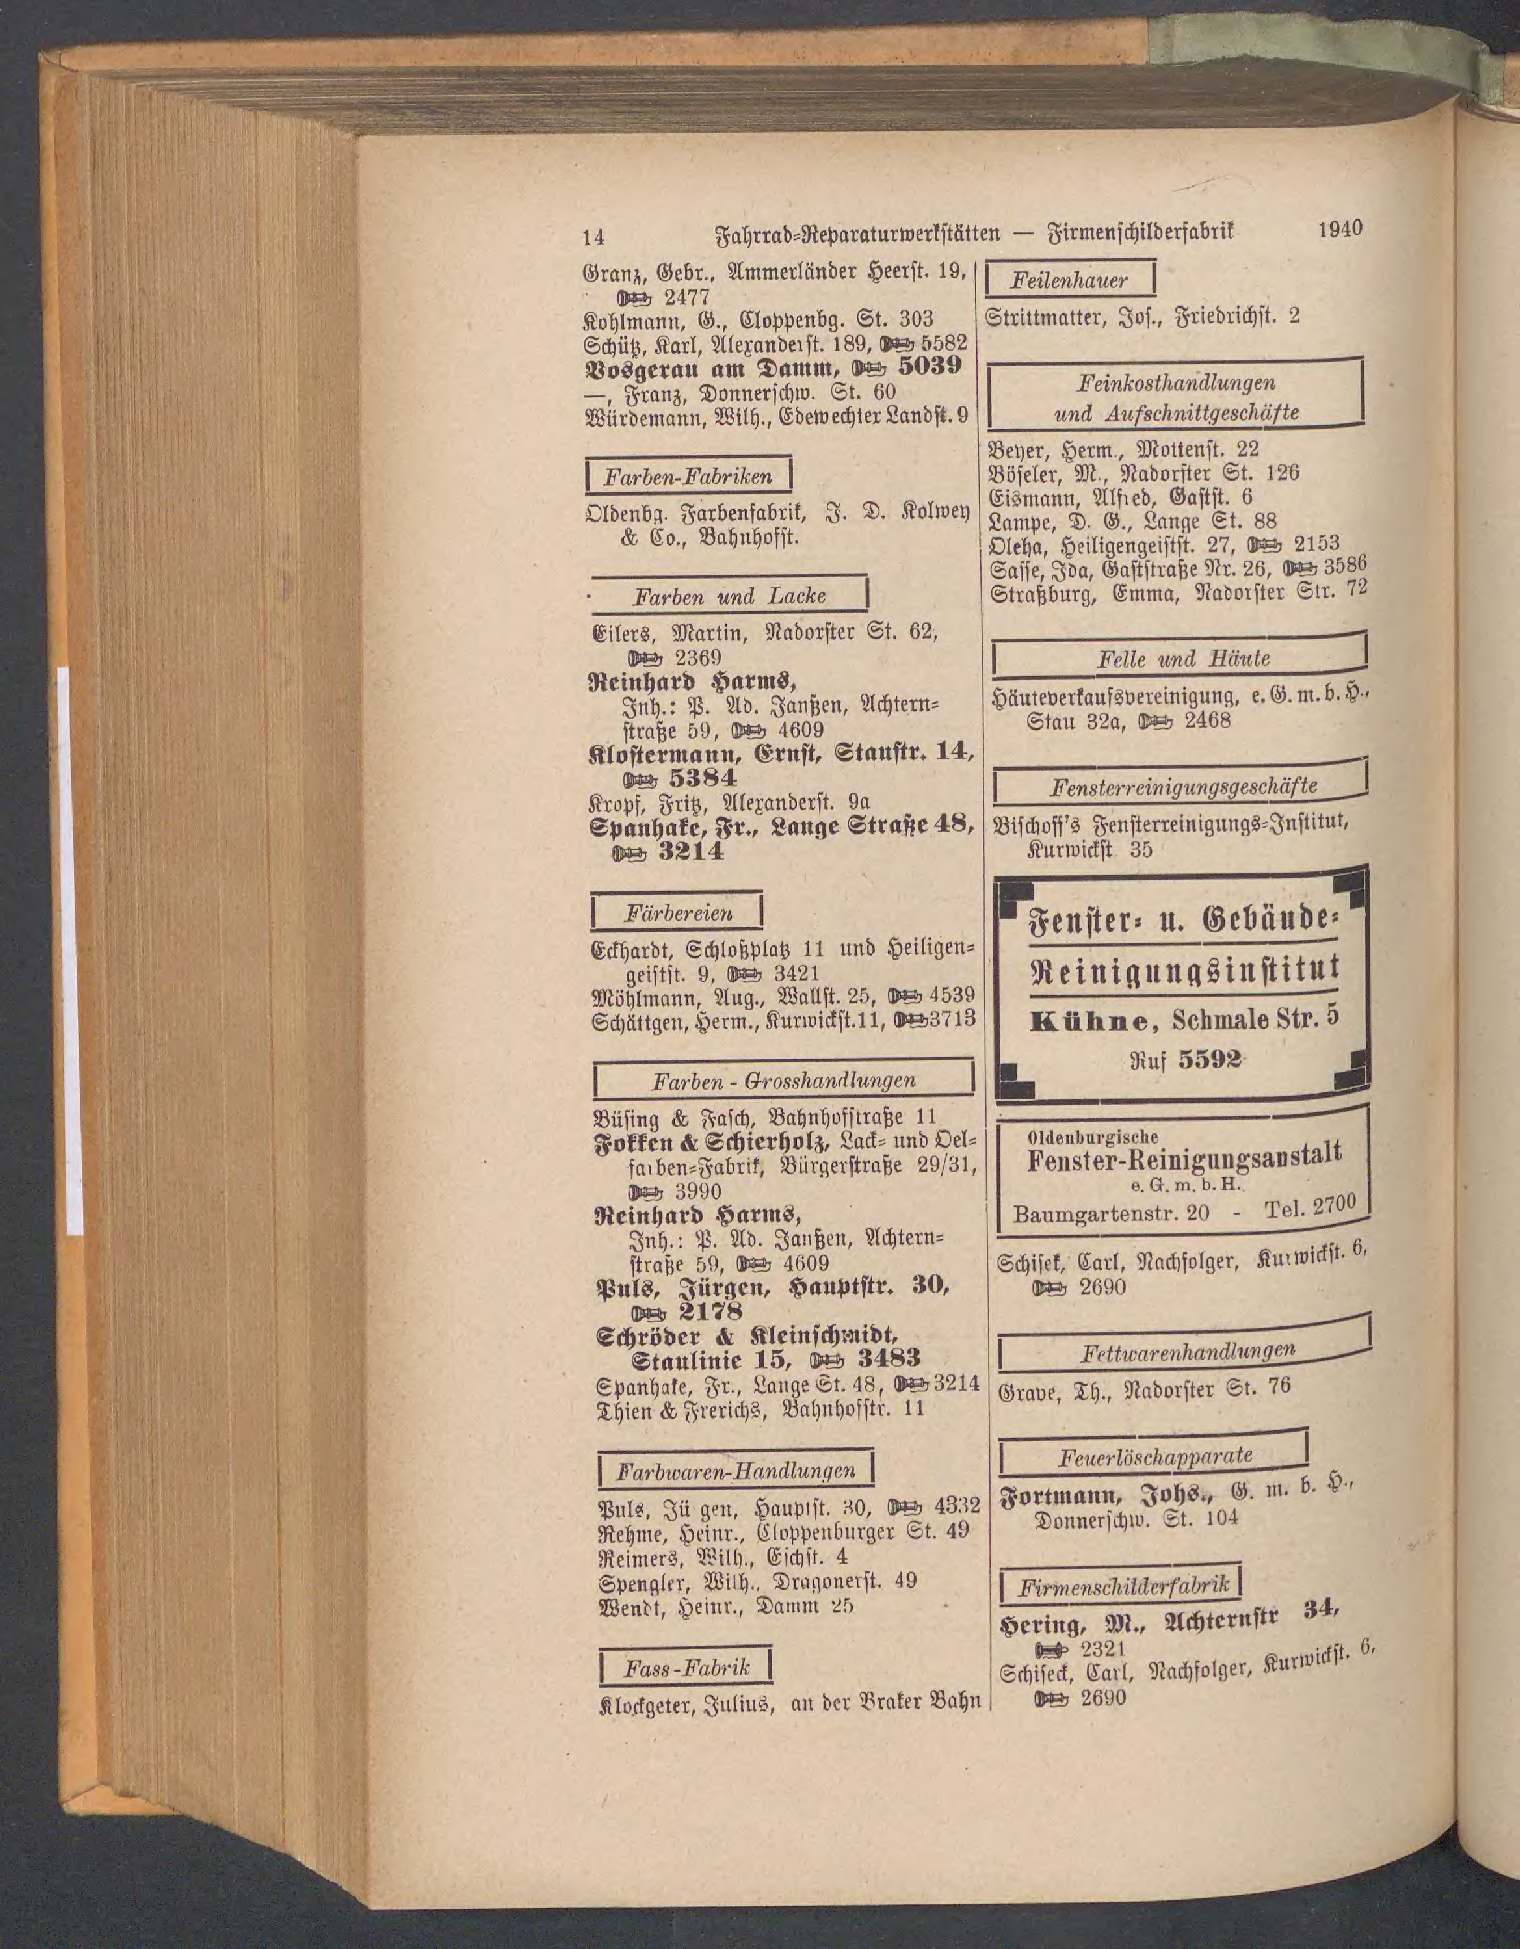 14 Fahrrad-Reparaturwerkstätten — Firmenschilderfabrik 1940
Granz, Gebr., Ammerländer Heerst. 19,
2477
Kohlmann, G., Cloppenbg. St. 303
Schütz, Karl, Alexanderst. 189, 5582
Vosgerau am Damm, 5039
—, Franz, Donnerschw. St. 60
Würdemann, Wilh., Edewechter Landst. 9
Farben-Fabriken
Oldenbg. Farbenfabrik, J. D. Kolwey
& Co., Bahnhofst.
Farben und Lacke
Eilers, Martin, Nadorster St. 62,
2369
Reinhard Harms,
Inh.: P. Ad. Janßen, Achtern-
straße 59, 4609
Klostermann, Ernst, Staustr. 14,
5384
Kropf, Fritz, Alexanderst. 9a
Spanhake, Fr., Lange Straße 48,
3214
Färbereien
Eckhardt, Schloßplatz 11 und Heiligen-
geistst. 9, 3421
Möhlmann, Aug., Wallst. 25, 4539
Schättgen, Herm., Kurwickst. 11, 3713
Farben - Grosshandlungen
Büsing & Fasch, Bahnhofstraße 11
Fokken & Schierholz, Lack- und Oel-
farben-Fabrik, Bürgerstraße 29/31,
3990
Reinhard Harms,
Inh.: P. Ad. Janßen, Achtern-
straße 59, 4609
Puls, Jürgen, Hauptstr. 30,
2178
Schröder & Kleinschmidt,
Staulinie 15, 3483
Spanhake, Fr., Lange St. 48, 3214
Thien & Frerichs, Bahnhofstr. 11
Farbwaren-Handlungen
Puls, Jü gen, Hauptst. 30, 4332
Rehme, Heinr., Cloppenburger St. 49
Reimers, Wilh., Eichst. 4
Spengler, Wilh., Dragonerst. 49
Wendt, Heinr., Damm 25
Fass-Fabrik
Klockgeter, Julius, an der Braker Bahn
Feilenhauer
Strittmatter, Jos., Friedrichst. 2
Feinkosthandlungen
und Aufschnittgeschäfte
Beyer, Herm., Mottenst. 22
Böseler, M., Nadorster St. 126
Eismann, Alfred, Gastst. 6
Lampe, D. G., Lange St. 88
Oleha, Heiligengeistst. 27, 2153
Sasse, Ida, Gaststraße Nr. 26, 3586
Straßburg, Emma, Nadorster Str. 72
Felle und Häute
Häuteverkaufsvereinigung, e. G. m. b. H.,
Stau 32a, 2468
Fensterreinigungsgeschäfte
Bischoff's Fensterreinigungs-Institut,
Kurwickst 35
Fenster- u. Gebäude-
Reinigungsinstitut
Kühne, Schmale Str. 5
Ruf 5592
Oldenburgische
Fenster-Reinigungsanstalt
e. G. m. b. H.
Baumgartenstr. 20 - Tel. 2700
Schisek, Carl, Nachfolger, Kurwickst. 6,
2690
Fettwarenhandlungen
Grave, Th., Nadorster St. 76
Feuerlöschapparate
Fortmann, Johs., G. m. b. H.,
Donnerschw. St. 104
Firmenschilderfabrik
Hering, M., Achternstr 34,
2321
Schiseck, Carl, Nachfolger, Kurwickst. 6,
2690